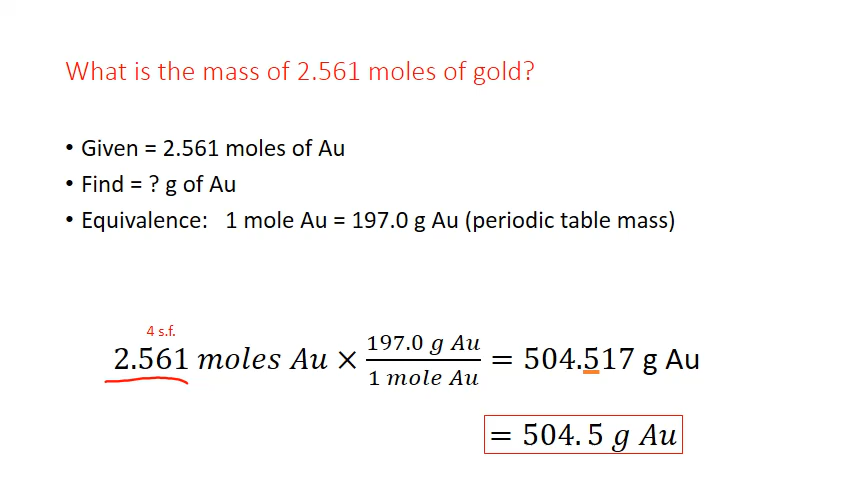 What is the mass of 2.561 moles of gold?
• Given = 2.561 moles of Au
• Find = ? g of Au
• Equivalence: 1 mole Au = 197.0 g Au (periodic table mass)
4 s.f.
2.561 moles Au × 197.0 g Au / 1 mole Au = 504.517 g Au
= 504.5 g Au